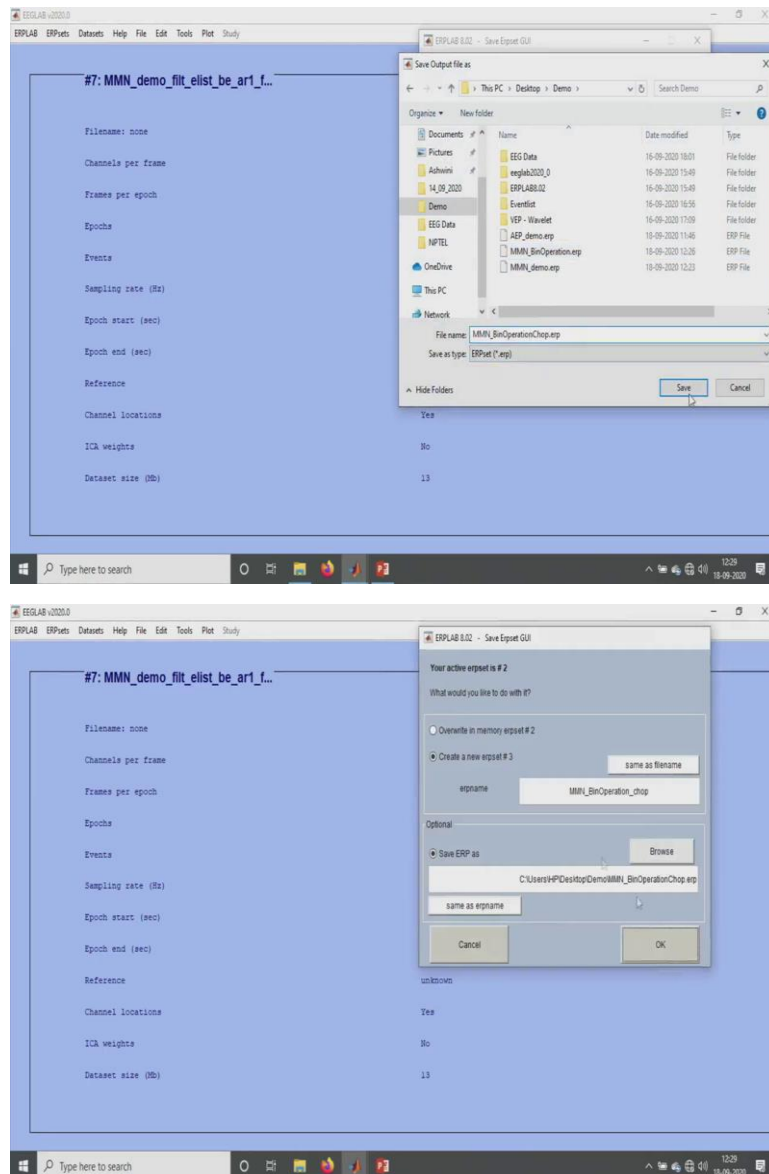 EEGLAB v2020.0
ERPLAB ERPsets Datasets Help File Edit Tools Plot Study
#7: MMN_demo_filt_elist_be_ar1_f...
Filename: none
Channels per frame
Frames per epoch
Epochs
Events
Sampling rate (Hz)
Epoch start (sec)
Epoch end (sec)
Reference
Channel locations Yes
ICA weights No
Dataset size (Mb) 13
ERPLAB 8.02 - Save Erpset GUI
Save Output file as
This PC > Desktop > Demo >
Search Demo
Organize New folder
Documents
Pictures
Ashwini
14_09_2020
Demo
EEG Data
NPTEL
OneDrive
This PC
Network
Name Date modified Type
EEG Data 16-09-2020 18:01 File folder
eeglab2020_0 16-09-2020 15:49 File folder
ERPLAB8.02 16-09-2020 15:49 File folder
Eventlist 16-09-2020 16:56 File folder
VEP - Wavelet 16-09-2020 17:09 File folder
AEP_demo.erp 18-09-2020 11:46 ERP File
MMN_BinOperation.erp 18-09-2020 12:26 ERP File
MMN_demo.erp 18-09-2020 12:23 ERP File
File name: MMN_BinOperationChop.erp
Save as type: ERPset (*.erp)
Hide Folders Save Cancel
Type here to search
12:29
18-09-2020
EEGLAB v2020.0
ERPLAB ERPsets Datasets Help File Edit Tools Plot Study
#7: MMN_demo_filt_elist_be_ar1_f...
Filename: none
Channels per frame
Frames per epoch
Epochs
Events
Sampling rate (Hz)
Epoch start (sec)
Epoch end (sec)
Reference unknown
Channel locations Yes
ICA weights No
Dataset size (Mb) 13
ERPLAB 8.02 - Save Erpset GUI
Your active erpset is # 2
What would you like to do with it?
Overwrite in memory erpset # 2
Create a new erpset # 3
same as filename
erpname MMN_BinOperation_chop
Optional
Save ERP as Browse
C:\Users\HP\Desktop\Demo\MMN_BinOperationChop.erp
same as erpname
Cancel OK
Type here to search
12:29
18-09-2020